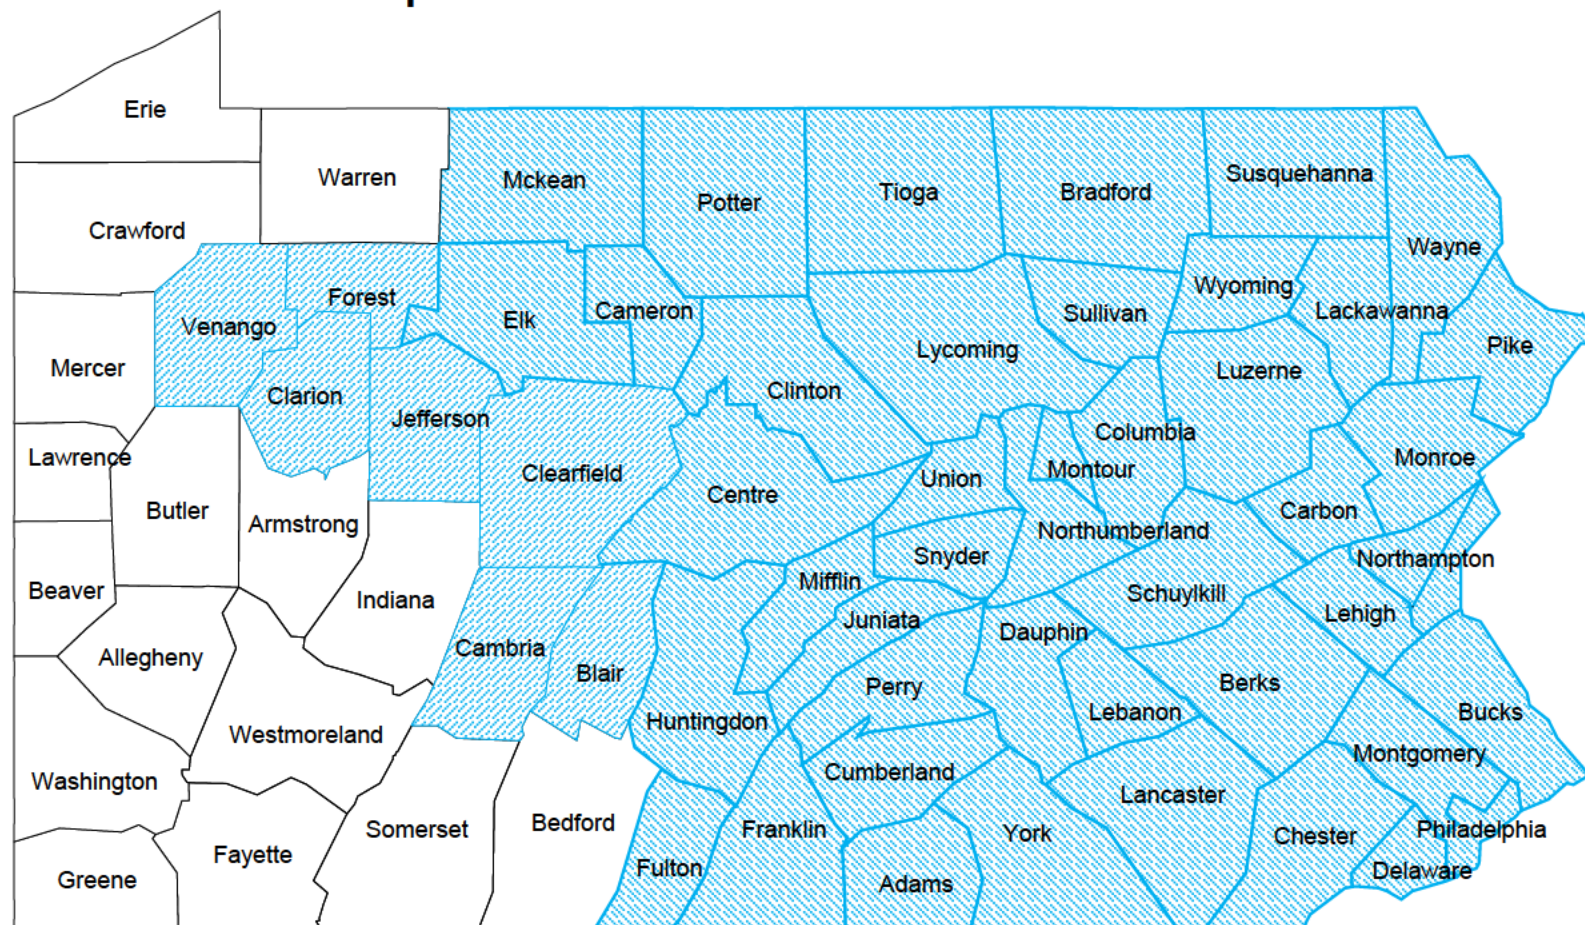 Erie
Warren
Mckean
Potter
Tioga
Bradford
Susquehanna
Wayne
Crawford
Venango
Forest
Elk
Cameron
Lycoming
Sullivan
Wyoming
Lackawanna
Pike
Mercer
Clarion
Jefferson
Clinton
Luzerne
Columbia
Monroe
Lawrence
Butler
Armstrong
Clearfield
Centre
Union
Montour
Carbon
Northumberland
Snyder
Northampton
Beaver
Indiana
Mifflin
Juniata
Schuylkill
Lehigh
Allegheny
Cambria
Blair
Dauphin
Perry
Berks
Huntingdon
Lebanon
Bucks
Westmoreland
Montgomery
Washington
Cumberland
Lancaster
Somerset
Bedford
Franklin
York
Chester
Philadelphia
Fayette
Fulton
Adams
Delaware
Greene